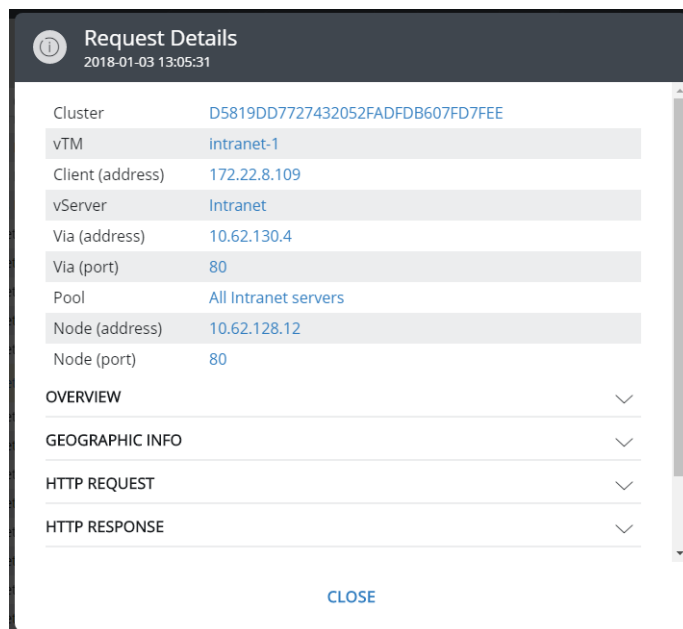 Request Details
2018-01-03 13:05:31
Cluster D5819DD7727432052FADFDB607FD7FEE
vTM intranet-1
Client (address) 172.22.8.109
vServer Intranet
Via (address) 10.62.130.4
Via (port) 80
Pool All Intranet servers
Node (address) 10.62.128.12
Node (port) 80
OVERVIEW
GEOGRAPHIC INFO
HTTP REQUEST
HTTP RESPONSE
CLOSE